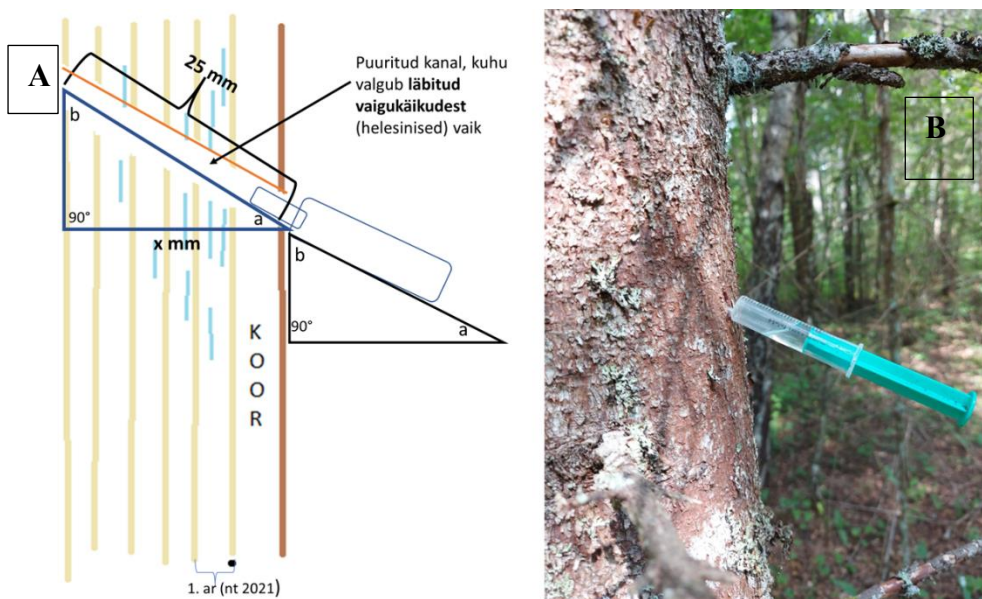 A
25 mm
Puuritud kanal, kuhu
valgub läbitud
vaigukäikudest
(helesinised) vaik
b
90°
a
x mm
b
90°
a
K
O
O
R
1. ar (nt 2021)
B